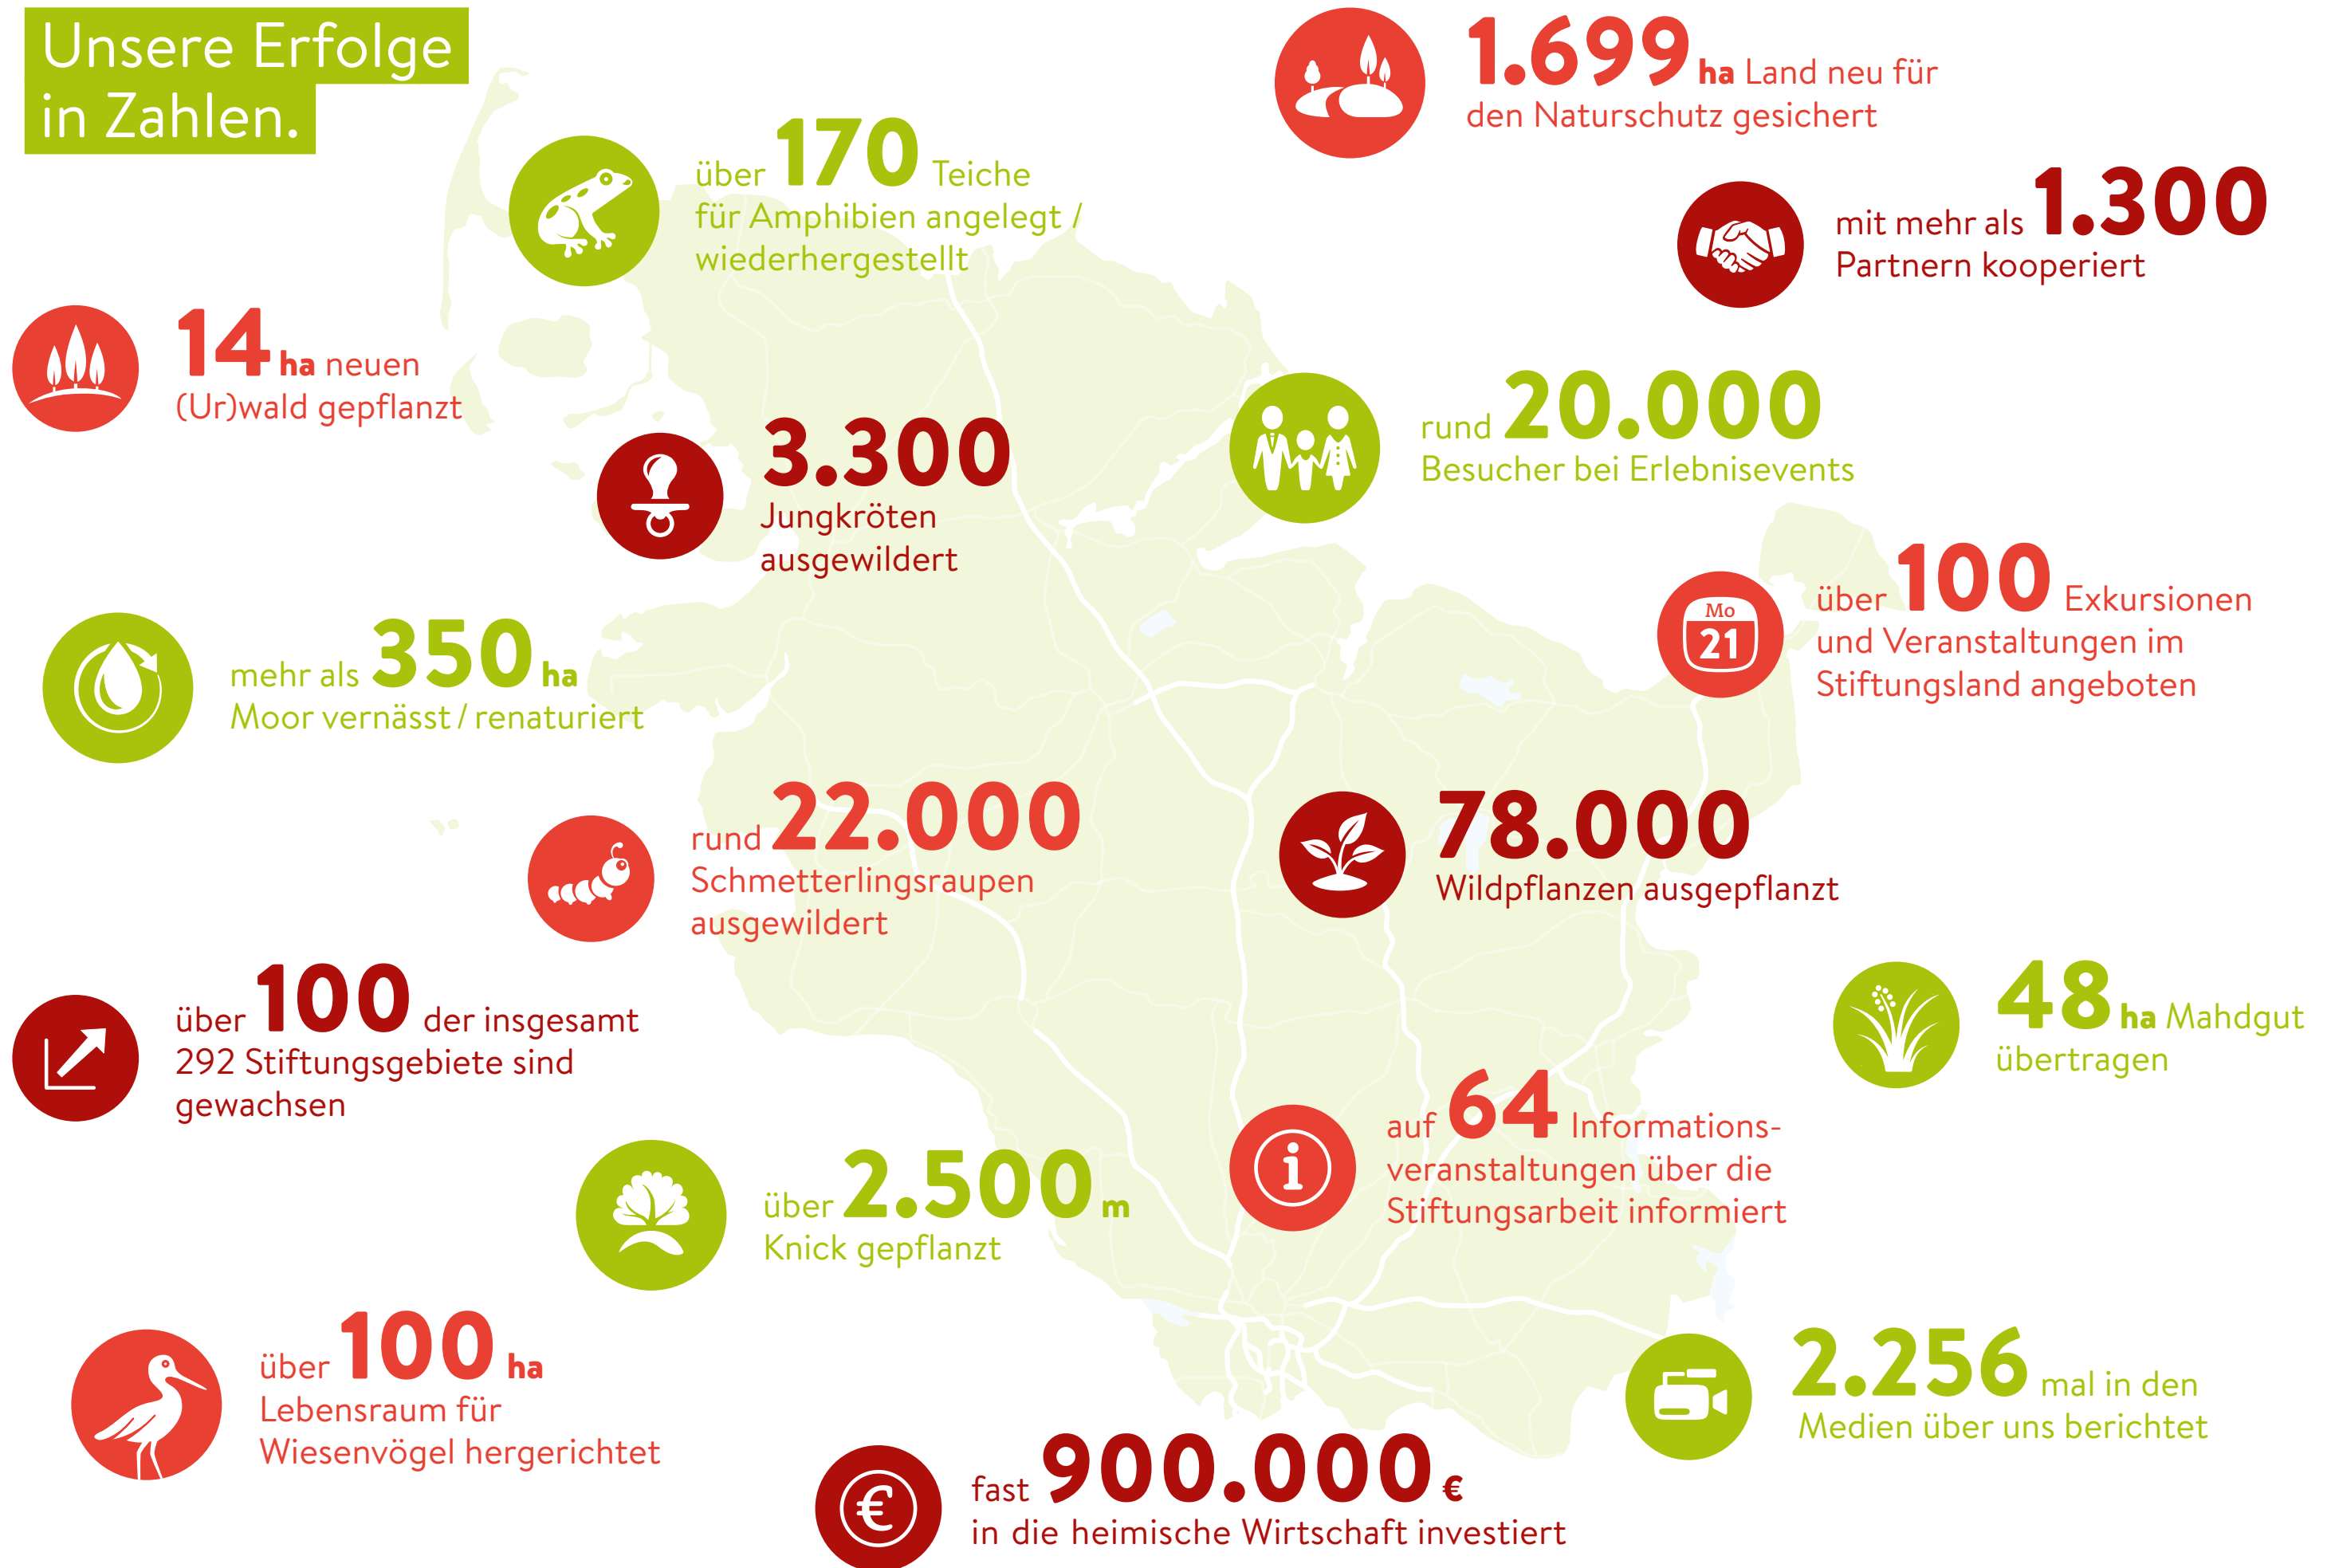 Unsere Erfolge
in Zahlen.
1.699 ha Land neu für
den Naturschutz gesichert
über 170 Teiche
für Amphibien angelegt /
wiederhergestellt
mit mehr als 1.300
Partnern kooperiert
14 ha neuen
(Ur)wald gepflanzt
3.300
Jungkröten
ausgewildert
rund 20.000
Besucher bei Erlebnisevents
Mo
21
über 100 Exkursionen
und Veranstaltungen im
Stiftungsland angeboten
mehr als 350 ha
Moor vernässt / renaturiert
rund 22.000
Schmetterlingsraupen
ausgewildert
78.000
Wildpflanzen ausgepflanzt
über 100 der insgesamt
292 Stiftungsgebiete sind
gewachsen
48 ha Mahdgut
übertragen
i
auf 64 Informations-
veranstaltungen über die
Stiftungsarbeit informiert
über 2.500 m
Knick gepflanzt
über 100 ha
Lebensraum für
Wiesenvögel hergerichtet
2.256 mal in den
Medien über uns berichtet
€
fast 900.000 €
in die heimische Wirtschaft investiert